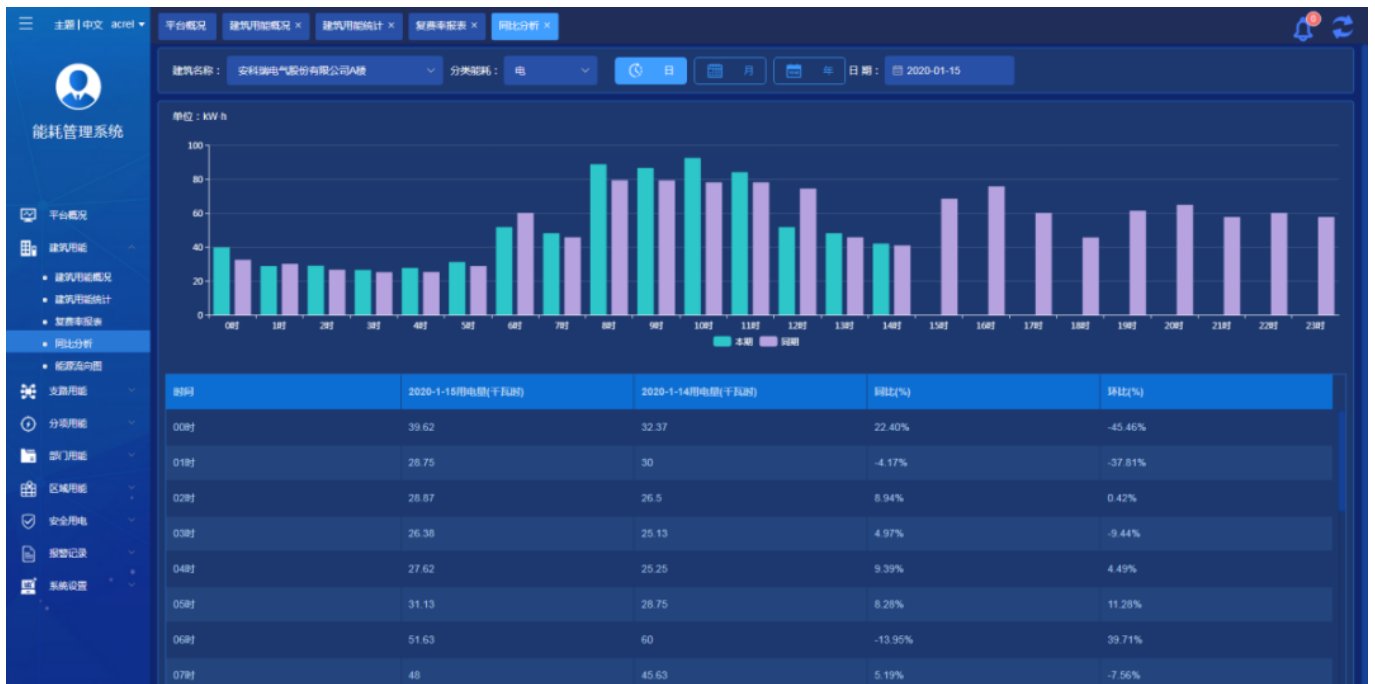 主题 | 中文 acrel
平台概况 建筑用能概况 × 建筑用能统计 × 复费率报表 × 同比分析 ×
0
能耗管理系统
平台概况
建筑用能
建筑用能概况
建筑用能统计
复费率报表
同比分析
能源流向图
支路用能
分项用能
部门用能
区域用能
安全用电
报警记录
系统设置
建筑名称： 安科瑞电气股份有限公司A楼 分类能耗： 电 日 月 年 日期： 2020-01-15
单位：kW·h
100
80
60
40
20
0
0时 1时 2时 3时 4时 5时 6时 7时 8时 9时 10时 11时 12时 13时 14时 15时 16时 17时 18时 19时 20时 21时 22时 23时
本期 同期
时间 2020-1-15用电量(千瓦时) 2020-1-14用电量(千瓦时) 同比(%) 环比(%)
00时 39.62 32.37 22.40% -45.46%
01时 28.75 30 -4.17% -37.81%
02时 28.87 26.5 8.94% 0.42%
03时 26.38 25.13 4.97% -9.44%
04时 27.62 25.25 9.39% 4.49%
05时 31.13 28.75 8.28% 11.28%
06时 51.63 60 -13.95% 39.71%
07时 48 45.63 5.19% -7.56%